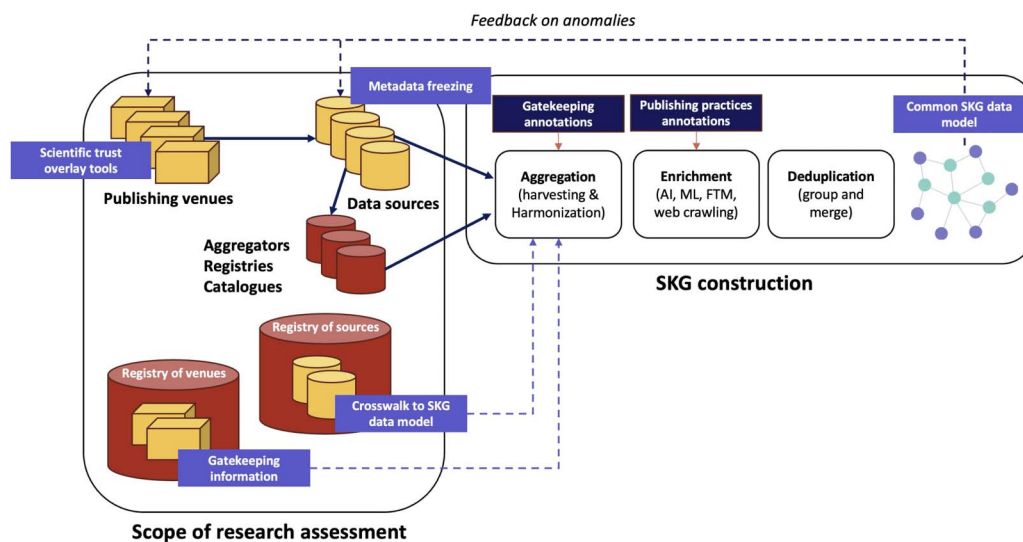 Feedback on anomalies
Metadata freezing
Scientific trust
overlay tools
Publishing venues
Data sources
Aggregators
Registries
Catalogues
Registry of sources
Registry of venues
Crosswalk to SKG
data model
Gatekeeping
information
Scope of research assessment
Gatekeeping
annotations
Publishing practices
annotations
Common SKG data
model
Aggregation
(harvesting &
Harmonization)
Enrichment
(AI, ML, FTM,
web crawling)
Deduplication
(group and
merge)
SKG construction